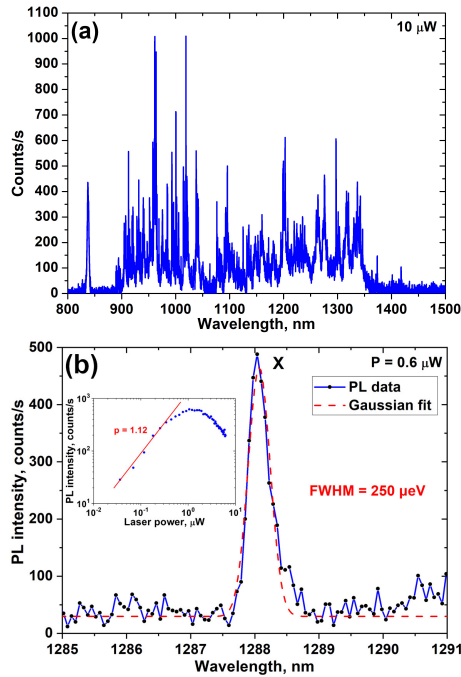 (a)
10 μW
Counts/s
1100
1000
900
800
700
600
500
400
300
200
100
0
800 900 1000 1100 1200 1300 1400 1500
Wavelength, nm
(b)
X
P = 0.6 μW
PL data
Gaussian fit
FWHM = 250 μeV
PL intensity, counts/s
500
400
300
200
100
0
1285 1286 1287 1288 1289 1290 1291
Wavelength, nm
p = 1.12
PL intensity, counts/s
10³
10²
10¹
10⁻² 10⁻¹ 10⁰ 10¹
Laser power, μW